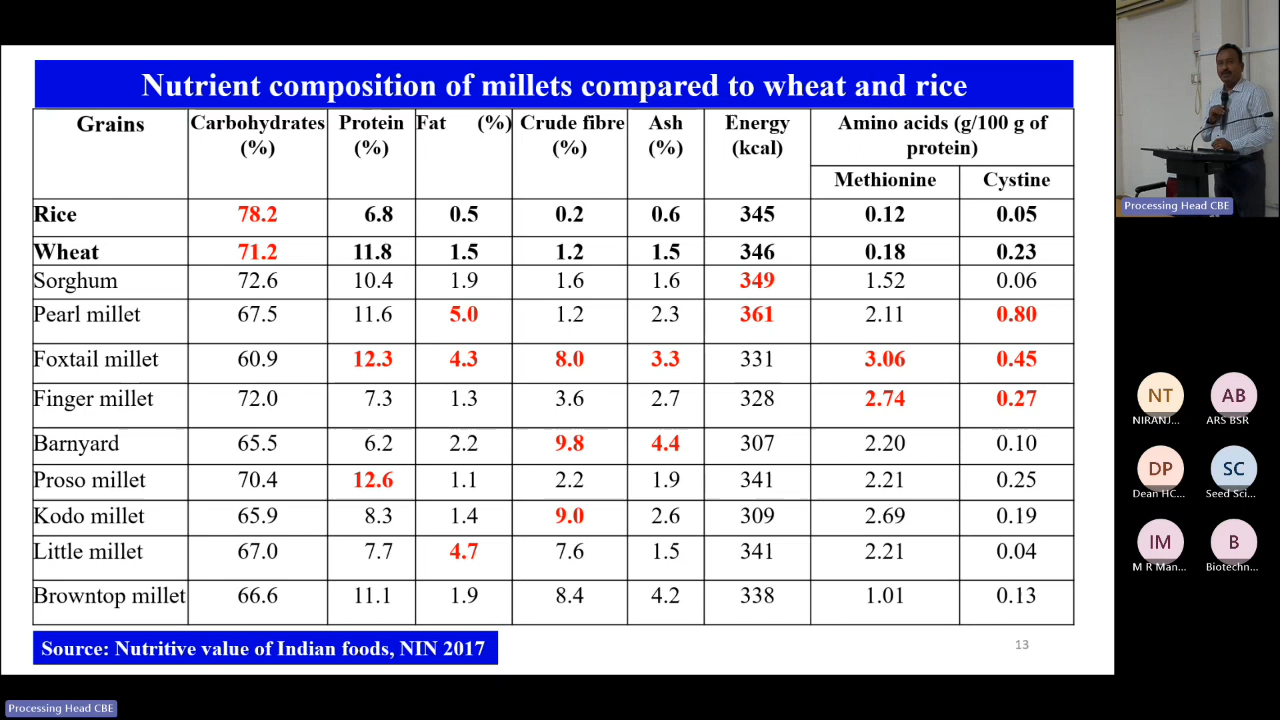 Nutrient composition of millets compared to wheat and rice
Grains Carbohydrates (%) Protein (%) Fat (%) Crude fibre (%) Ash (%) Energy (kcal) Amino acids (g/100 g of protein)
Methionine Cystine
Rice 78.2 6.8 0.5 0.2 0.6 345 0.12 0.05
Wheat 71.2 11.8 1.5 1.2 1.5 346 0.18 0.23
Sorghum 72.6 10.4 1.9 1.6 1.6 349 1.52 0.06
Pearl millet 67.5 11.6 5.0 1.2 2.3 361 2.11 0.80
Foxtail millet 60.9 12.3 4.3 8.0 3.3 331 3.06 0.45
Finger millet 72.0 7.3 1.3 3.6 2.7 328 2.74 0.27
Barnyard 65.5 6.2 2.2 9.8 4.4 307 2.20 0.10
Proso millet 70.4 12.6 1.1 2.2 1.9 341 2.21 0.25
Kodo millet 65.9 8.3 1.4 9.0 2.6 309 2.69 0.19
Little millet 67.0 7.7 4.7 7.6 1.5 341 2.21 0.04
Browntop millet 66.6 11.1 1.9 8.4 4.2 338 1.01 0.13
Source: Nutritive value of Indian foods, NIN 2017
13
Processing Head CBE
Processing Head CBE
NT AB
NIRANJ... ARS BSR
DP SC
Dean HC... Seed Sci...
IM B
M R Man... Biotechn...